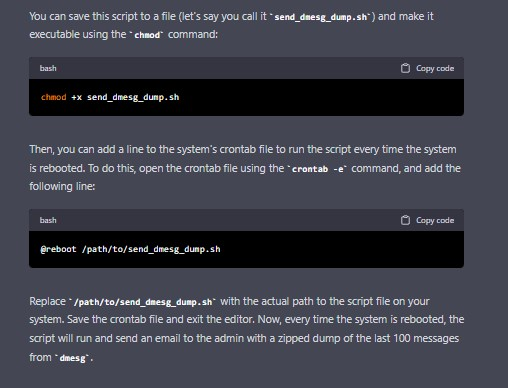 You can save this script to a file (let's say you call it `send_dmesg_dump.sh`) and make it
executable using the `chmod` command:
bash
Copy code
chmod +x send_dmesg_dump.sh
Then, you can add a line to the system's crontab file to run the script every time the system
is rebooted. To do this, open the crontab file using the `crontab -e` command, and add the
following line:
bash
Copy code
@reboot /path/to/send_dmesg_dump.sh
Replace `/path/to/send_dmesg_dump.sh` with the actual path to the script file on your
system. Save the crontab file and exit the editor. Now, every time the system is rebooted, the
script will run and send an email to the admin with a zipped dump of the last 100 messages
from `dmesg`.